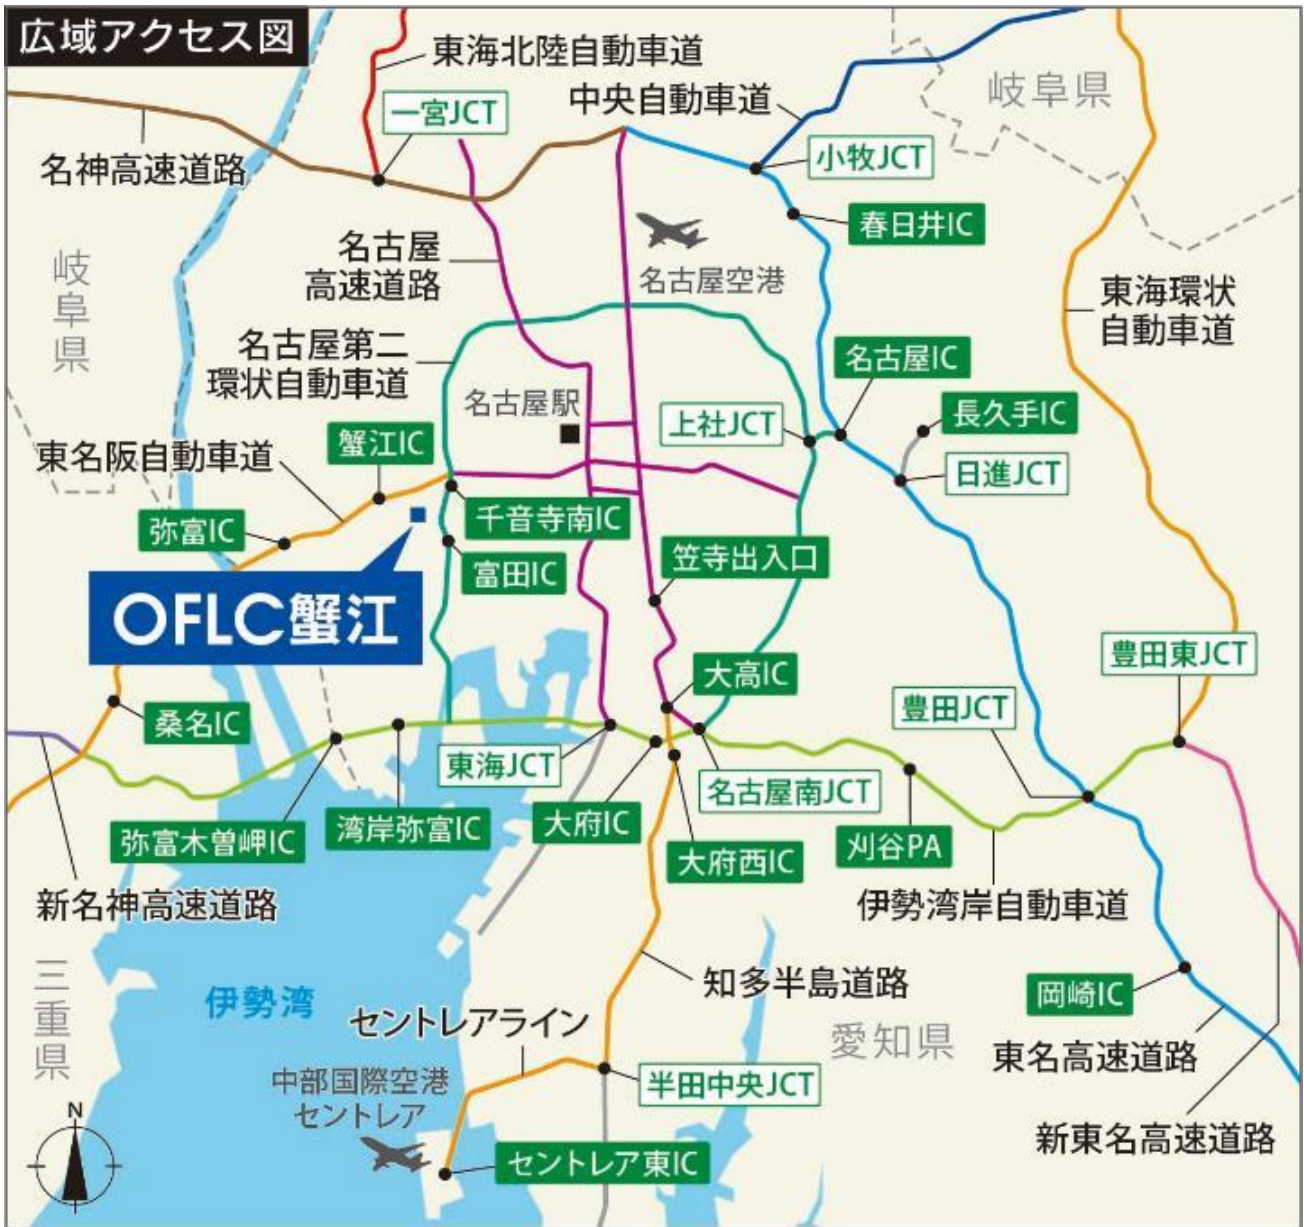 広域アクセス図
東海北陸自動車道
中央自動車道
岐阜県
一宮JCT
名神高速道路
小牧JCT
春日井IC
名古屋
高速道路
名古屋空港
岐阜県
東海環状
自動車道
名古屋第二
環状自動車道
名古屋IC
名古屋駅
上社JCT
長久手IC
東名阪自動車道
蟹江IC
日進JCT
弥富IC
千音寺南IC
富田IC
笠寺出入口
OFLC蟹江
豊田東JCT
大高IC
桑名IC
豊田JCT
東海JCT
名古屋南JCT
弥富木曽岬IC
湾岸弥富IC
大府IC
大府西IC
刈谷PA
新名神高速道路
伊勢湾岸自動車道
三重県
伊勢湾
知多半島道路
岡崎IC
セントレアライン
愛知県
東名高速道路
中部国際空港
セントレア
半田中央JCT
新東名高速道路
N
セントレア東IC